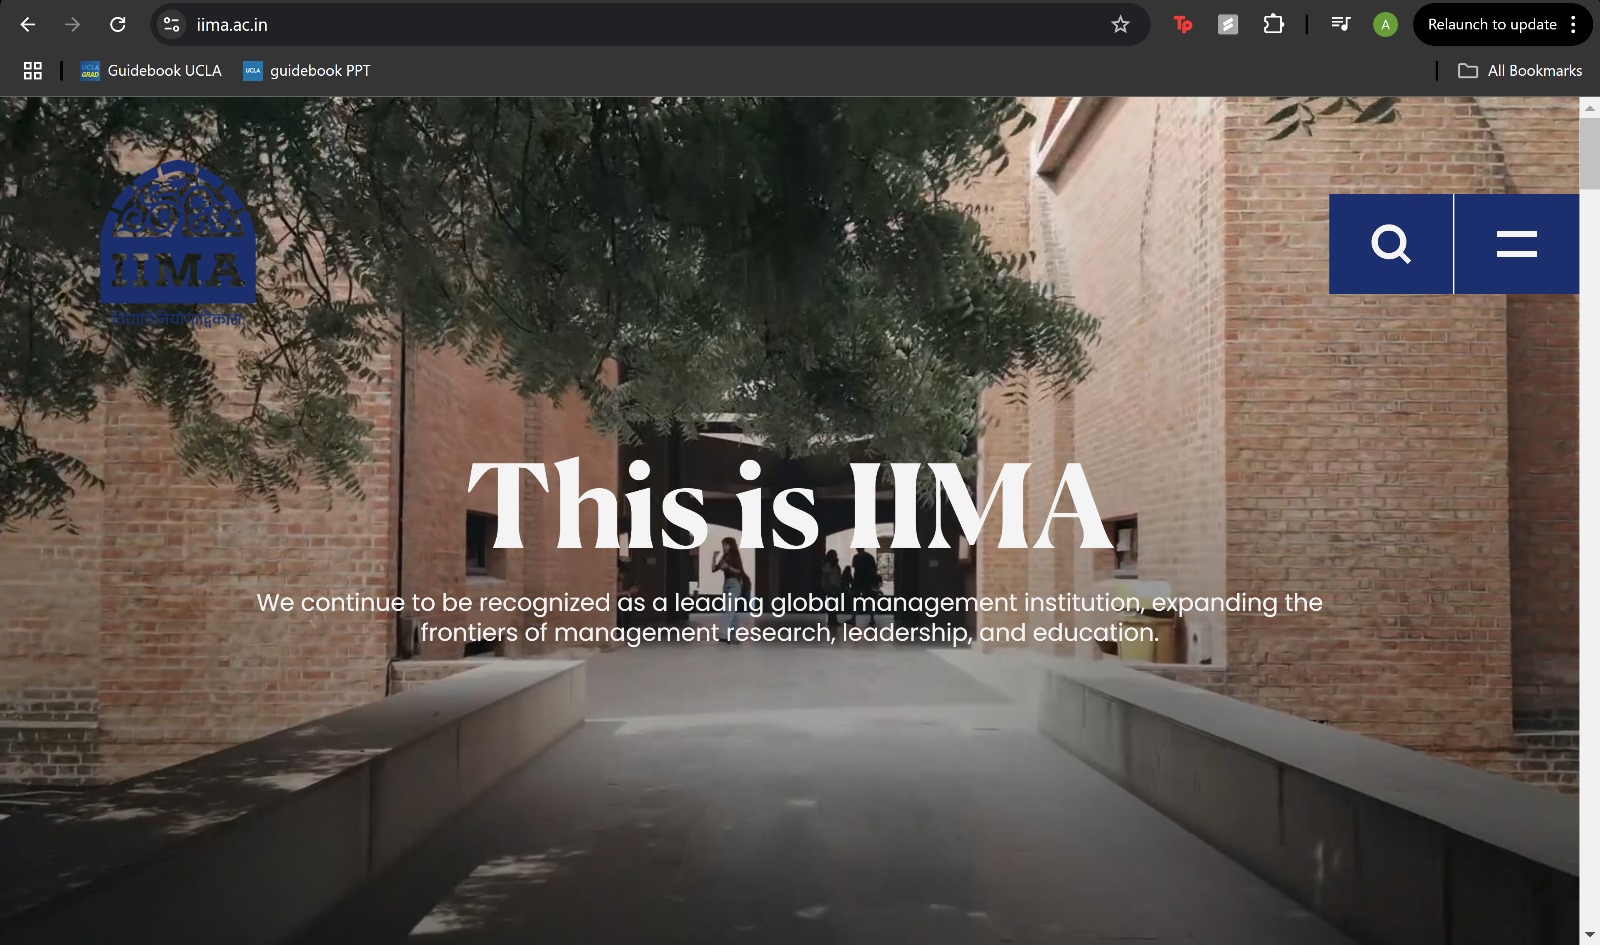 iima.ac.in
Relaunch to update
Guidebook UCLA
guidebook PPT
All Bookmarks
IIMA
विद्याविनियोगाद्विकासः
This is IIMA
We continue to be recognized as a leading global management institution, expanding the
frontiers of management research, leadership, and education.